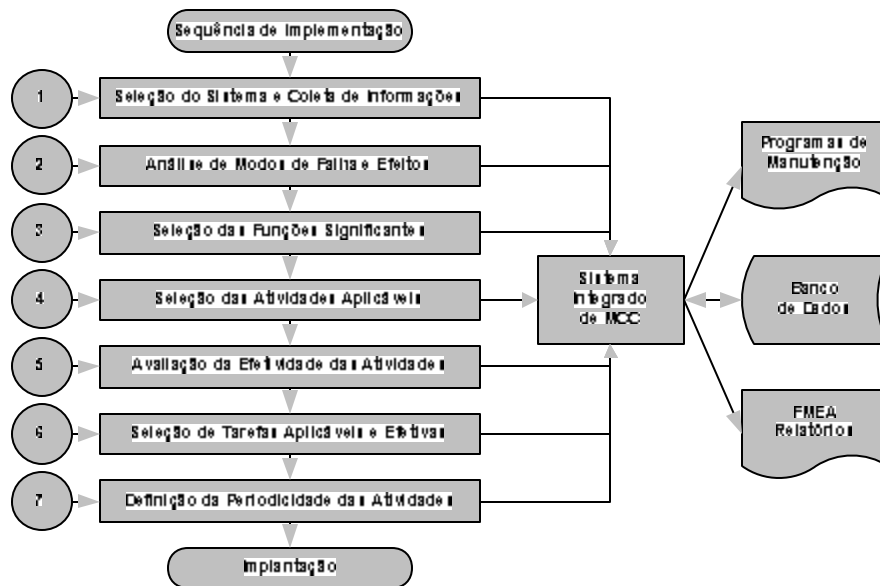 Sequência de Implementação
1
Seleção do Sistema e Coleta de Informações
2
Análise de Modos de Falha e Efeitos
3
Seleção das Funções Significantes
4
Seleção das Atividades Aplicáveis
5
Avaliação da Efetividade das Atividades
6
Seleção de Tarefas Aplicáveis e Efetivas
7
Definição da Periodicidade das Atividades
Implantação
Sistema
Integrado
de MCC
Programas de
Manutenção
Banco
de Dados
FMEA
Relatórios